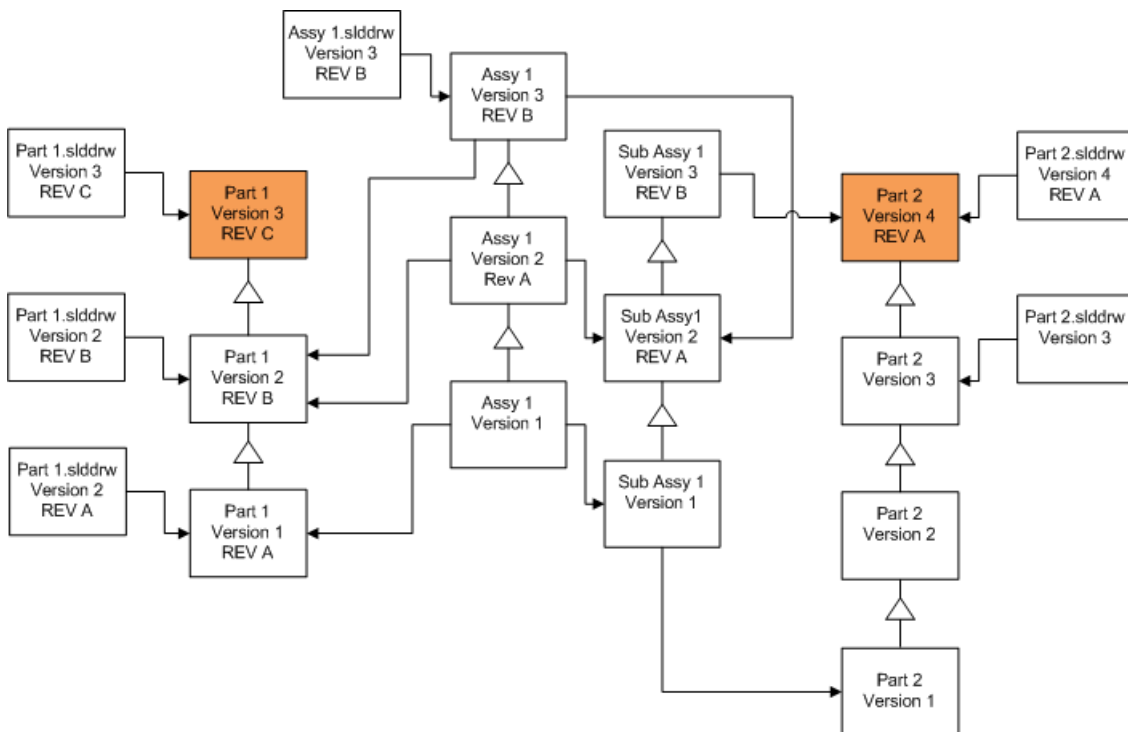 Assy 1.slddrw
Version 3
REV B
Assy 1
Version 3
REV B
Part 1.slddrw
Version 3
REV C
Part 1
Version 3
REV C
Sub Assy 1
Version 3
REV B
Part 2
Version 4
REV A
Part 2.slddrw
Version 4
REV A
Assy 1
Version 2
Rev A
Part 1.slddrw
Version 2
REV B
Part 1
Version 2
REV B
Sub Assy1
Version 2
REV A
Part 2
Version 3
Part 2.slddrw
Version 3
Assy 1
Version 1
Part 1.slddrw
Version 2
REV A
Part 1
Version 1
REV A
Sub Assy 1
Version 1
Part 2
Version 2
Part 2
Version 1